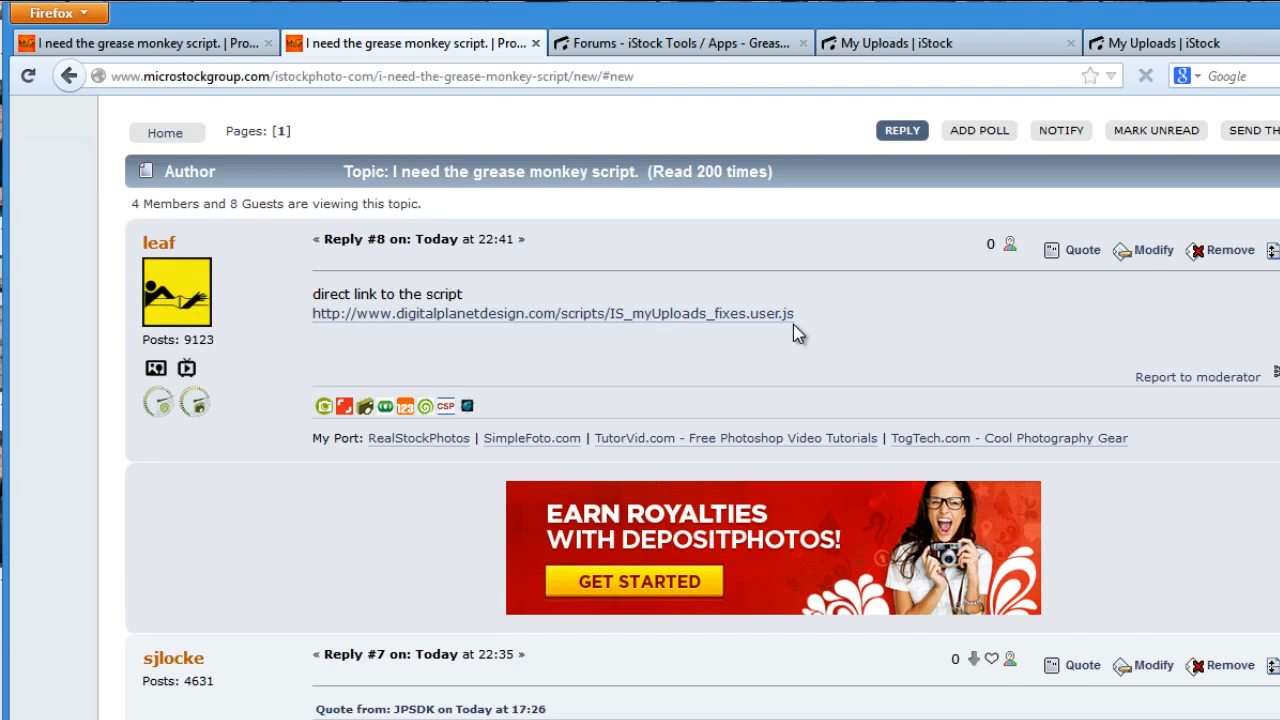 Firefox
I need the grease monkey script. | Pro...
I need the grease monkey script. | Pro...
Forums - iStock Tools / Apps - Greas...
My Uploads | iStock
My Uploads | iStock
www.microstockgroup.com/istockphoto-com/i-need-the-grease-monkey-script/new/#new
Google
Home
Pages: [1]
REPLY
ADD POLL
NOTIFY
MARK UNREAD
SEND TH
Author
Topic: I need the grease monkey script. (Read 200 times)
4 Members and 8 Guests are viewing this topic.
leaf
« Reply #8 on: Today at 22:41 »
0
Quote
Modify
Remove
direct link to the script
http://www.digitalplanetdesign.com/scripts/IS_myUploads_fixes.user.js
Posts: 9123
Report to moderator
123
CSP
My Port: RealStockPhotos | SimpleFoto.com | TutorVid.com - Free Photoshop Video Tutorials | TogTech.com - Cool Photography Gear
EARN ROYALTIES
WITH DEPOSITPHOTOS!
GET STARTED
sjlocke
« Reply #7 on: Today at 22:35 »
0
Quote
Modify
Remove
Posts: 4631
Quote from: JPSDK on Today at 17:26